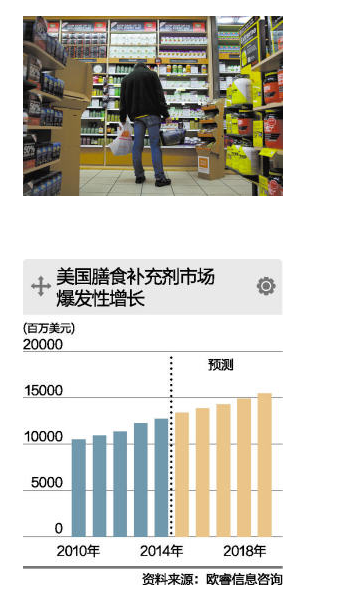 美国膳食补充剂市场
爆发性增长
(百万美元)
20000
预测
15000
10000
5000
0
2010年 2014年 2018年
资料来源：欧睿信息咨询